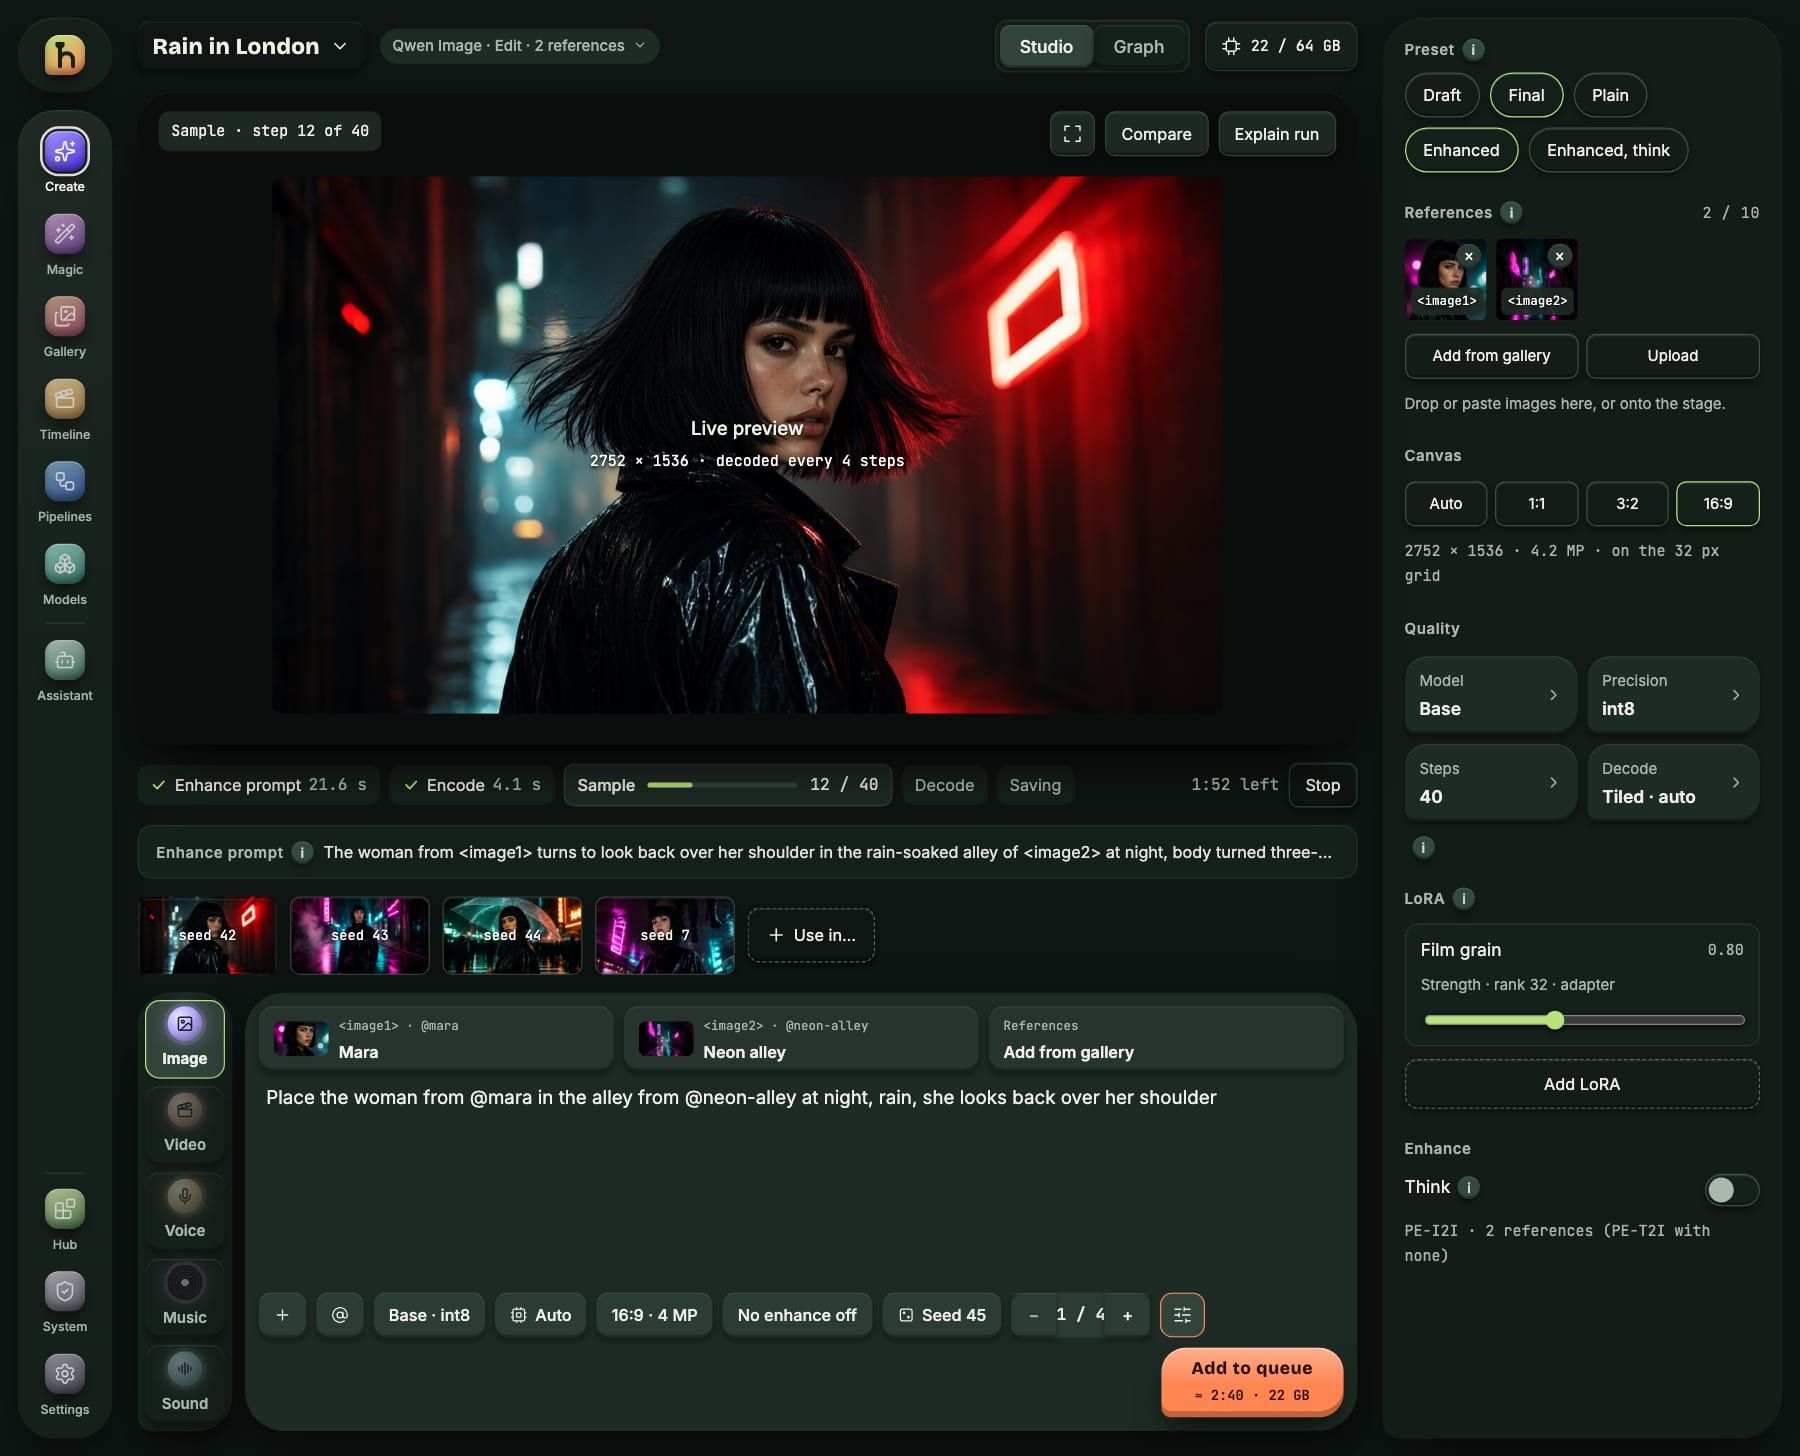 h
Rain in London
Qwen Image · Edit · 2 references
Studio
Graph
22 / 64 GB
Create
Magic
Gallery
Timeline
Pipelines
Models
Assistant
Hub
System
Settings
Sample · step 12 of 40
Compare
Explain run
Live preview
2752 × 1536 · decoded every 4 steps
Enhance prompt 21.6 s
Encode 4.1 s
Sample 12 / 40
Decode
Saving
1:52 left
Stop
Enhance prompt i The woman from <image1> turns to look back over her shoulder in the rain-soaked alley of <image2> at night, body turned three-...
seed 42
seed 43
seed 44
seed 7
+ Use in...
Image
Video
Voice
Music
Sound
<image1> · @mara
Mara
<image2> · @neon-alley
Neon alley
References
Add from gallery
Place the woman from @mara in the alley from @neon-alley at night, rain, she looks back over her shoulder
+
@
Base · int8
Auto
16:9 · 4 MP
No enhance off
Seed 45
− 1 / 4 +
Add to queue
≈ 2:40 · 22 GB
Preset i
Draft
Final
Plain
Enhanced
Enhanced, think
References i 2 / 10
<image1>
<image2>
Add from gallery
Upload
Drop or paste images here, or onto the stage.
Canvas
Auto
1:1
3:2
16:9
2752 × 1536 · 4.2 MP · on the 32 px
grid
Quality
Model
Base
Precision
int8
Steps
40
Decode
Tiled · auto
i
LoRA i
Film grain 0.80
Strength · rank 32 · adapter
Add LoRA
Enhance
Think i
PE-I2I · 2 references (PE-T2I with
none)